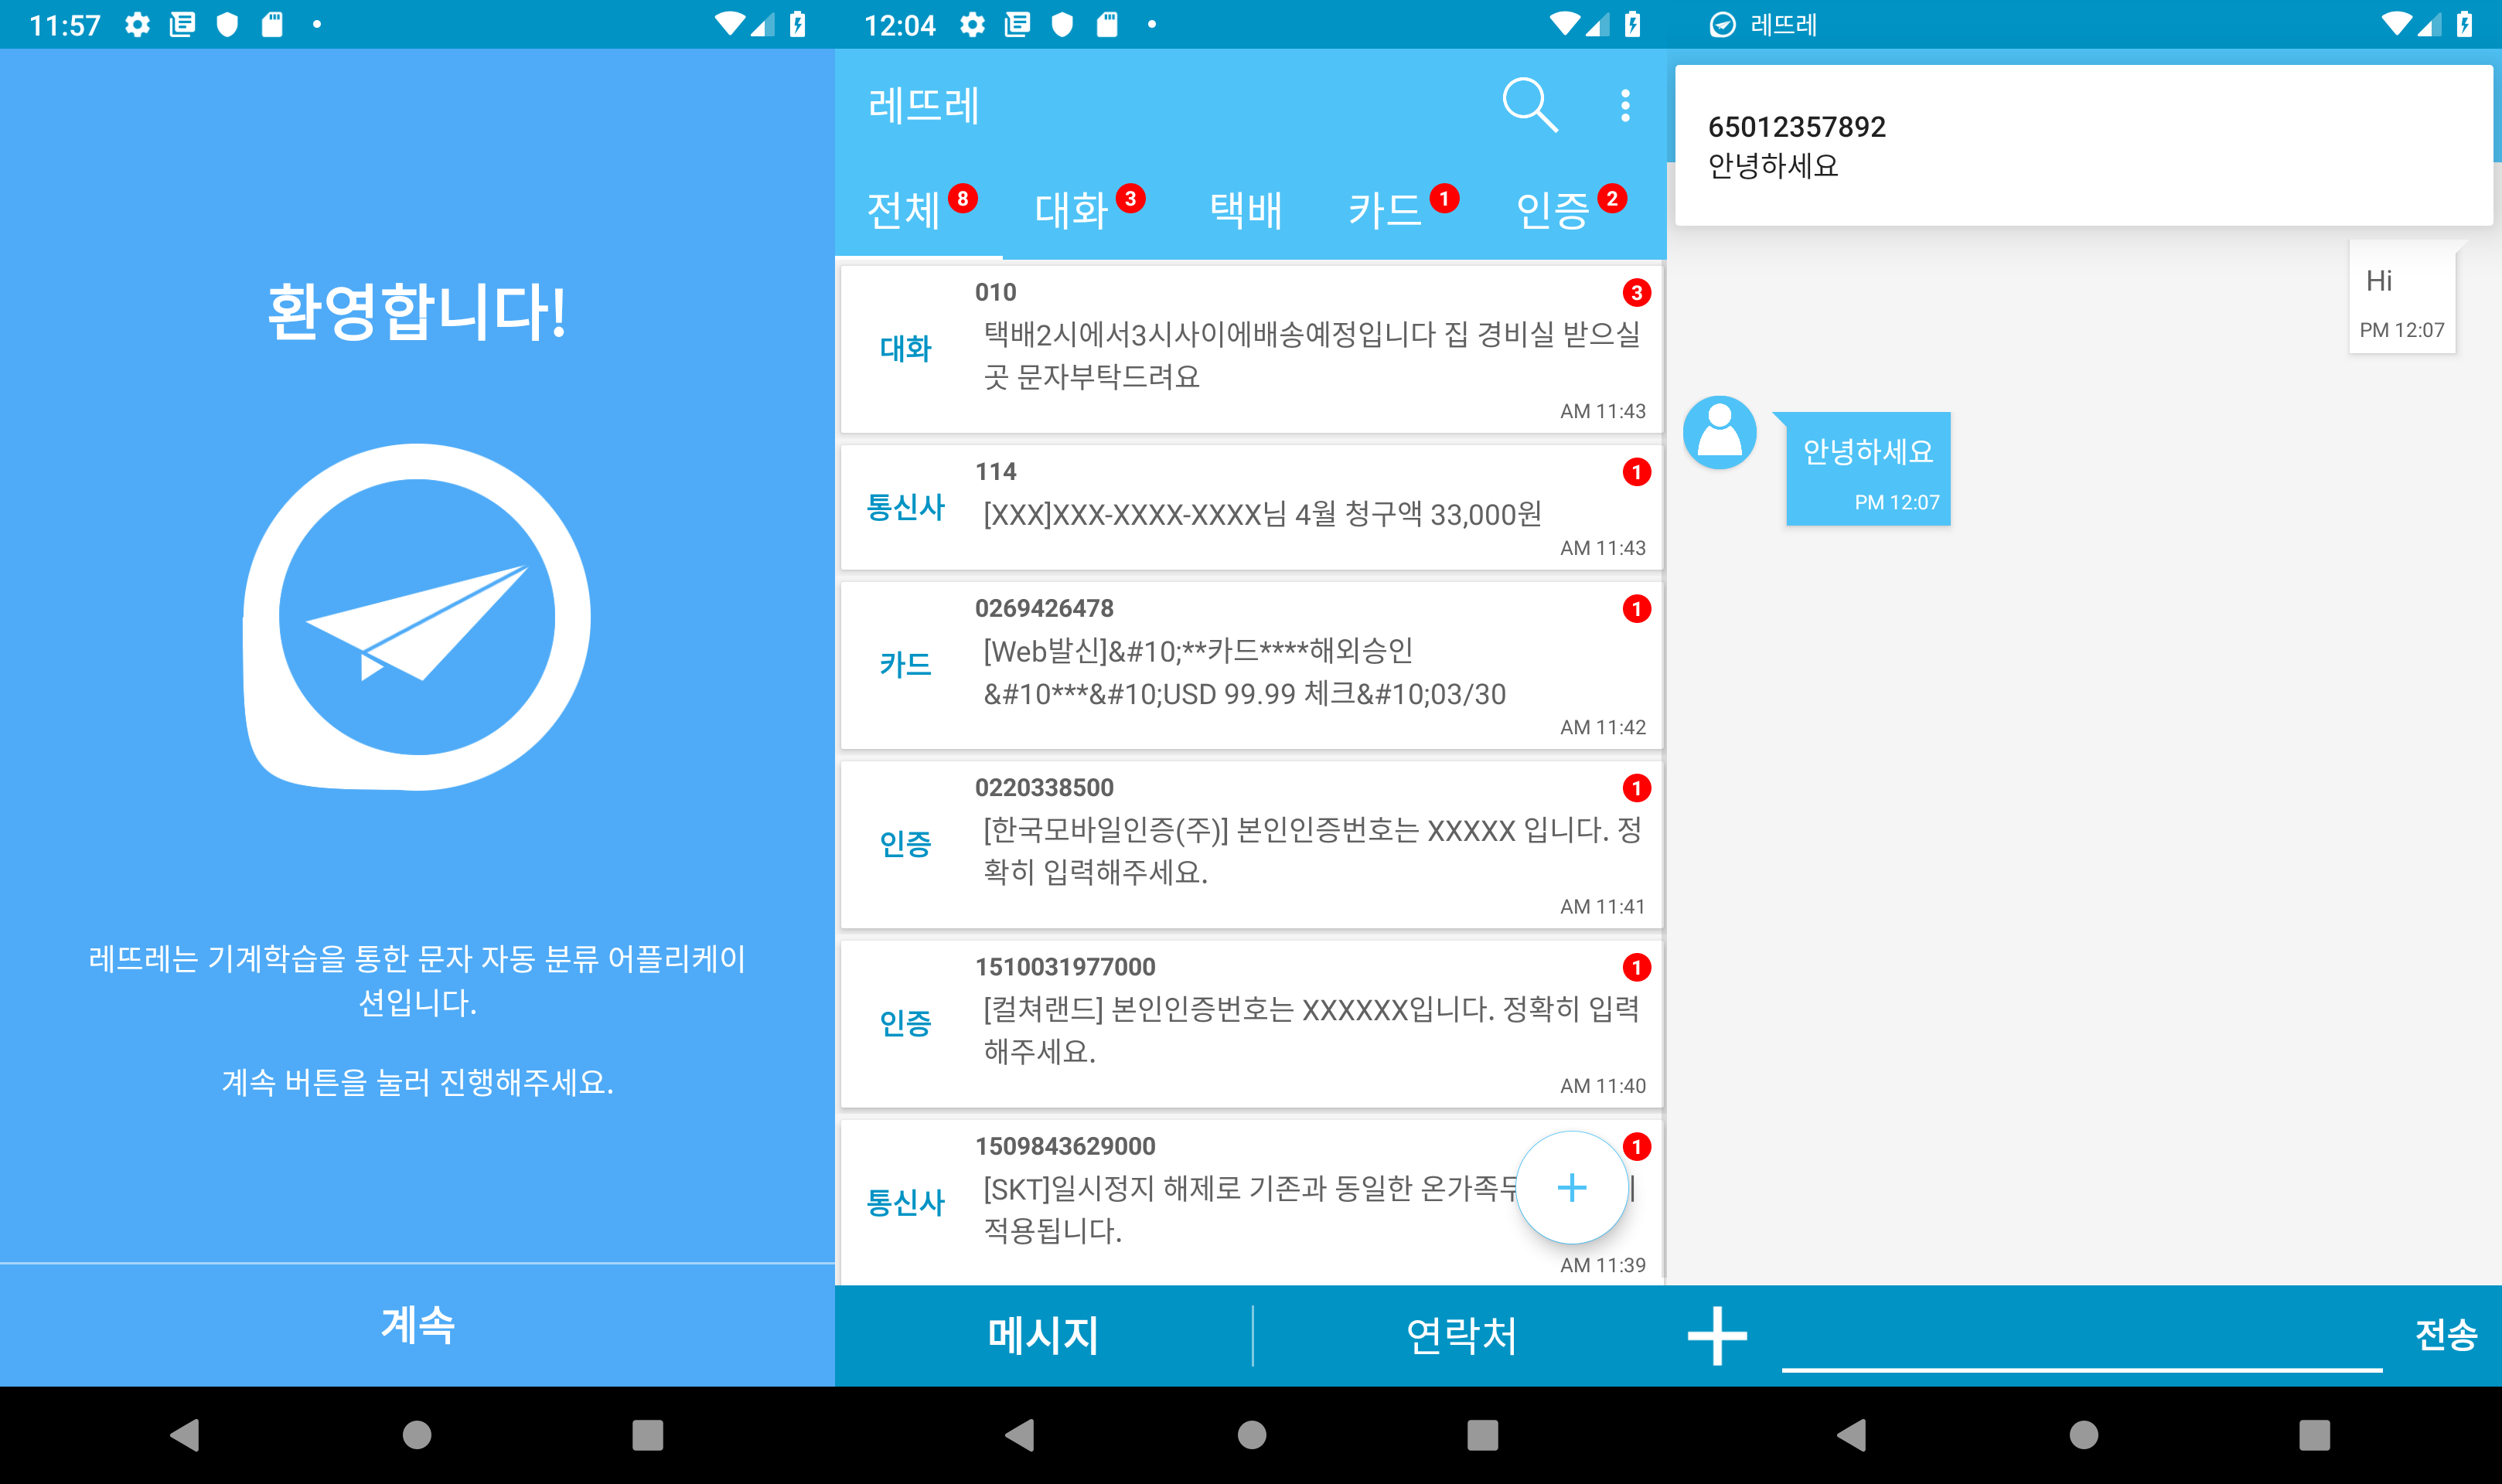 11:57
환영합니다!
레뜨레는 기계학습을 통한 문자 자동 분류 어플리케이
션입니다.
계속 버튼을 눌러 진행해주세요.
계속
12:04
레뜨레
전체 8 대화 3 택배 카드 1 인증 2
010 3
대화
택배2시에서3시사이에배송예정입니다 집 경비실 받으실
곳 문자부탁드려요
AM 11:43
114 1
통신사
[XXX]XXX-XXXX-XXXX님 4월 청구액 33,000원
AM 11:43
0269426478 1
카드
[Web발신]&#10;**카드****해외승인
&#10***&#10;USD 99.99 체크&#10;03/30
AM 11:42
0220338500 1
인증
[한국모바일인증(주)] 본인인증번호는 XXXXX 입니다. 정
확히 입력해주세요.
AM 11:41
1510031977000 1
인증
[컬쳐랜드] 본인인증번호는 XXXXXX입니다. 정확히 입력
해주세요.
AM 11:40
1509843629000 1
통신사
[SKT]일시정지 해제로 기존과 동일한
적용됩니다.
AM 11:39
메시지 연락처
레뜨레
65012357892
안녕하세요
Hi
PM 12:07
안녕하세요
PM 12:07
전송